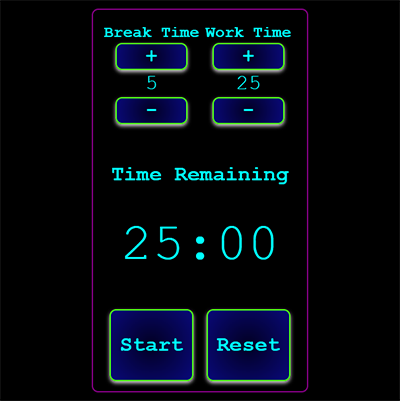 Break Time Work Time
+ +
5 25
- -
Time Remaining
25:00
Start Reset